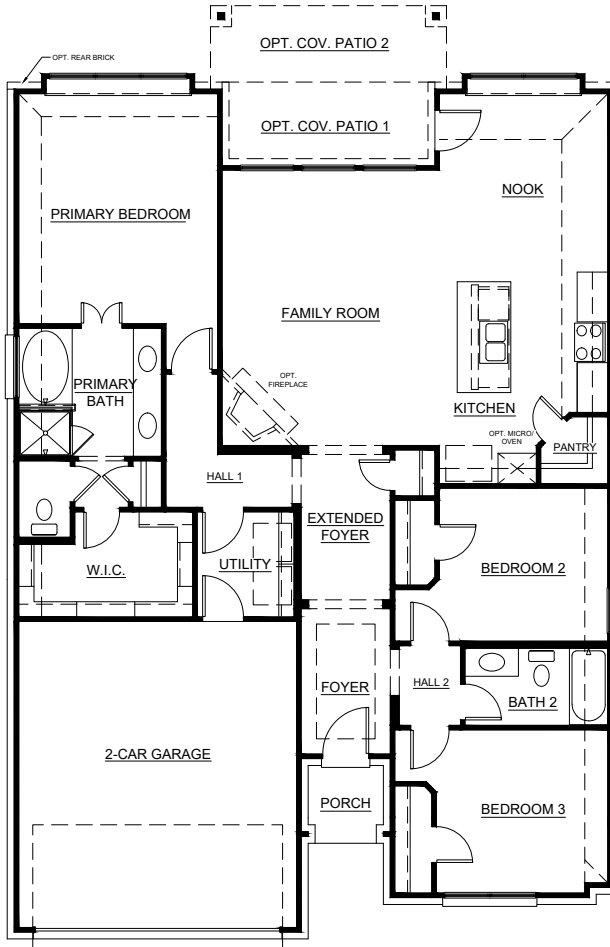 OPT. COV. PATIO 2
OPT. REAR BRICK
OPT. COV. PATIO 1
NOOK
PRIMARY BEDROOM
FAMILY ROOM
OPT.
FIREPLACE
PRIMARY
BATH
KITCHEN
OPT. MICRO/
OVEN
PANTRY
HALL 1
EXTENDED
FOYER
W.I.C.
UTILITY
BEDROOM 2
FOYER
HALL 2
BATH 2
2-CAR GARAGE
PORCH
BEDROOM 3